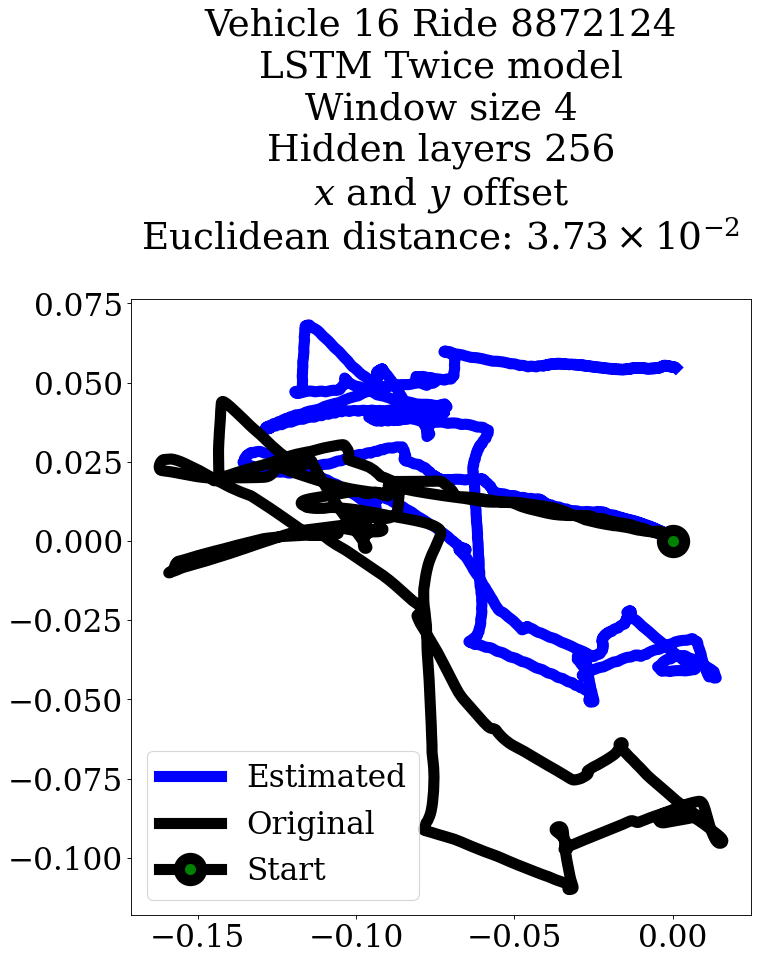 Vehicle 16 Ride 8872124
LSTM Twice model
Window size 4
Hidden layers 256
x and y offset
Euclidean distance: 3.73 × 10⁻²
0.075
0.050
0.025
0.000
−0.025
−0.050
−0.075
−0.100
Estimated
Original
Start
−0.15 −0.10 −0.05 0.00